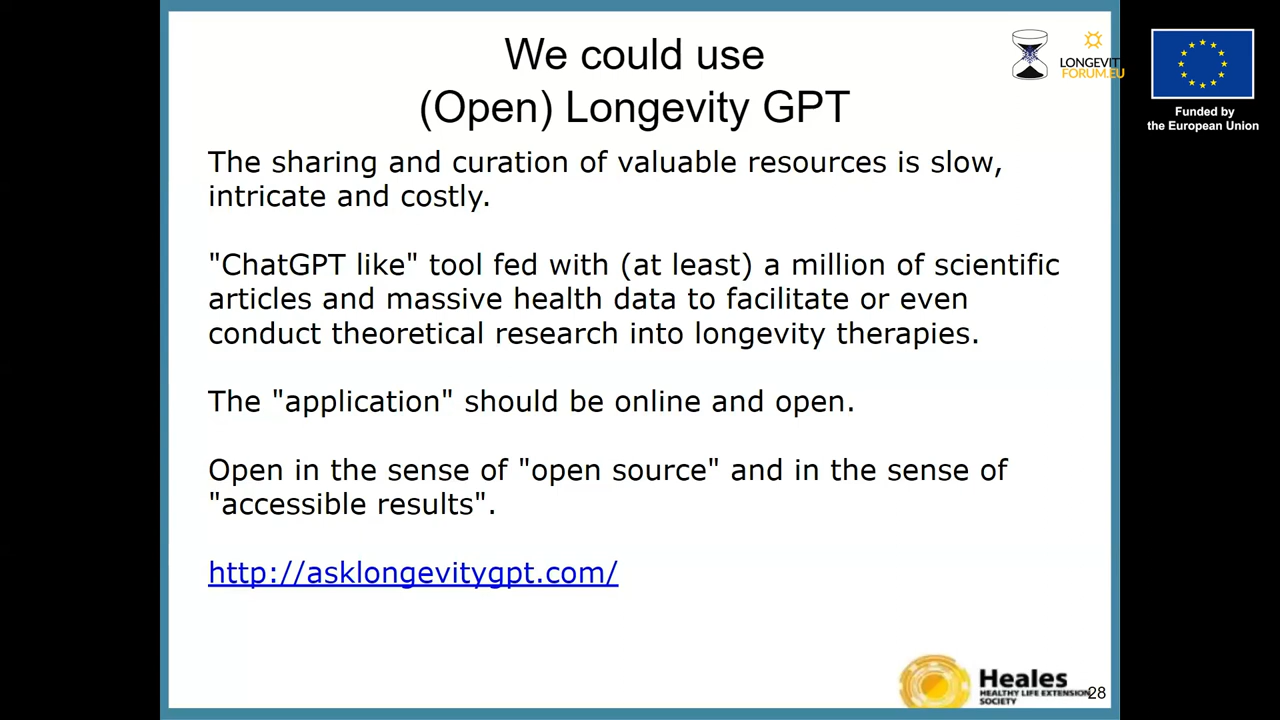 We could use
(Open) Longevity GPT
LONGEVIT
FORUM.EU
Funded by
the European Union
The sharing and curation of valuable resources is slow,
intricate and costly.
"ChatGPT like" tool fed with (at least) a million of scientific
articles and massive health data to facilitate or even
conduct theoretical research into longevity therapies.
The "application" should be online and open.
Open in the sense of "open source" and in the sense of
"accessible results".
http://asklongevitygpt.com/
Heales
HEALTHY LIFE EXTENSION
SOCIETY
28